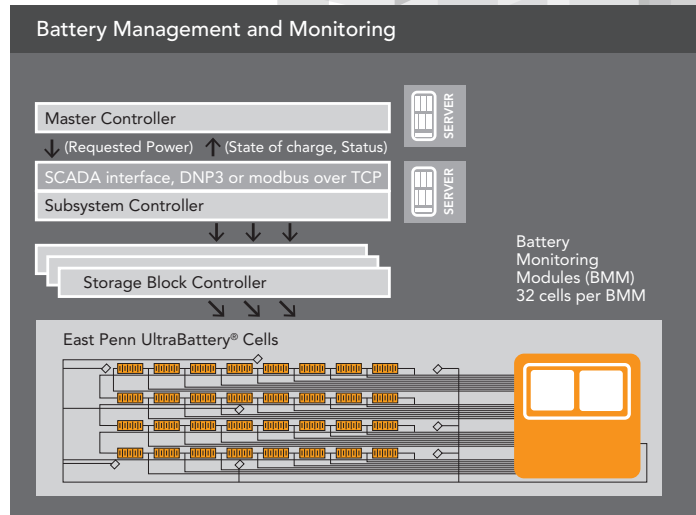 Battery Management and Monitoring
Master Controller
SERVER
(Requested Power) (State of charge, Status)
SCADA interface, DNP3 or modbus over TCP
SERVER
Subsystem Controller
Battery
Monitoring
Modules (BMM)
32 cells per BMM
Storage Block Controller
East Penn UltraBattery® Cells